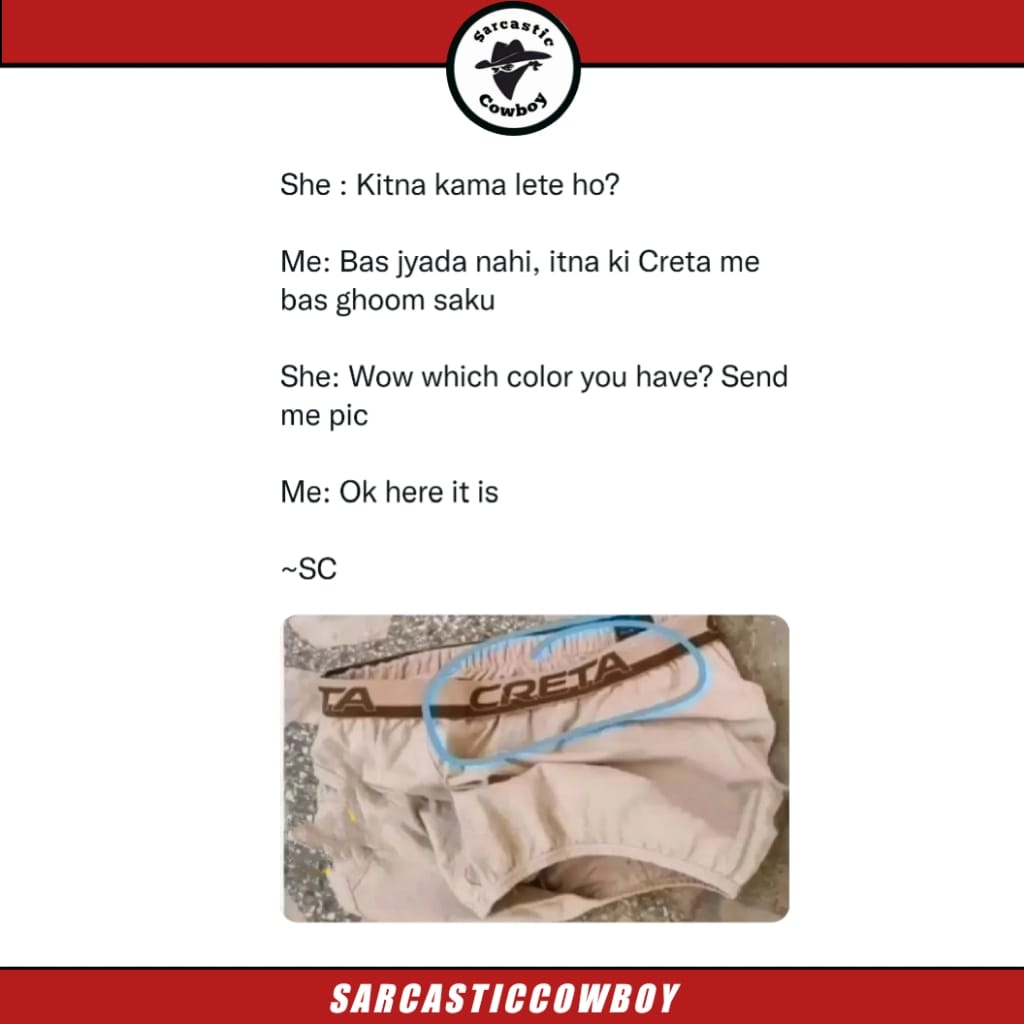 Sarcastic
Cowboy
She : Kitna kama lete ho?
Me: Bas jyada nahi, itna ki Creta me
bas ghoom saku
She: Wow which color you have? Send
me pic
Me: Ok here it is
~SC
TA CRETA
SARCASTICCOWBOY